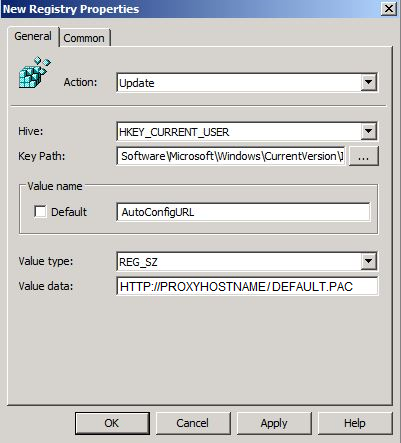 New Registry Properties
General
Common
Action:
Update
Hive:
HKEY_CURRENT_USER
Key Path:
Software\Microsoft\Windows\CurrentVersion\I
...
Value name
Default
AutoConfigURL
Value type:
REG_SZ
Value data:
HTTP://PROXYHOSTNAME/DEFAULT.PAC
OK
Cancel
Apply
Help